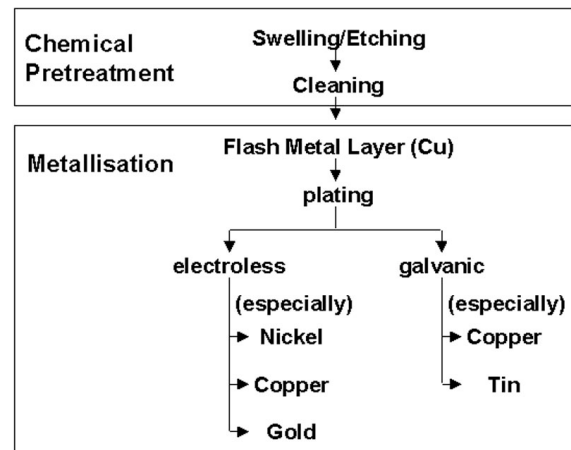 Chemical
Pretreatment
Swelling/Etching
Cleaning
Metallisation
Flash Metal Layer (Cu)
plating
electroless
(especially)
Nickel
Copper
Gold
galvanic
(especially)
Copper
Tin